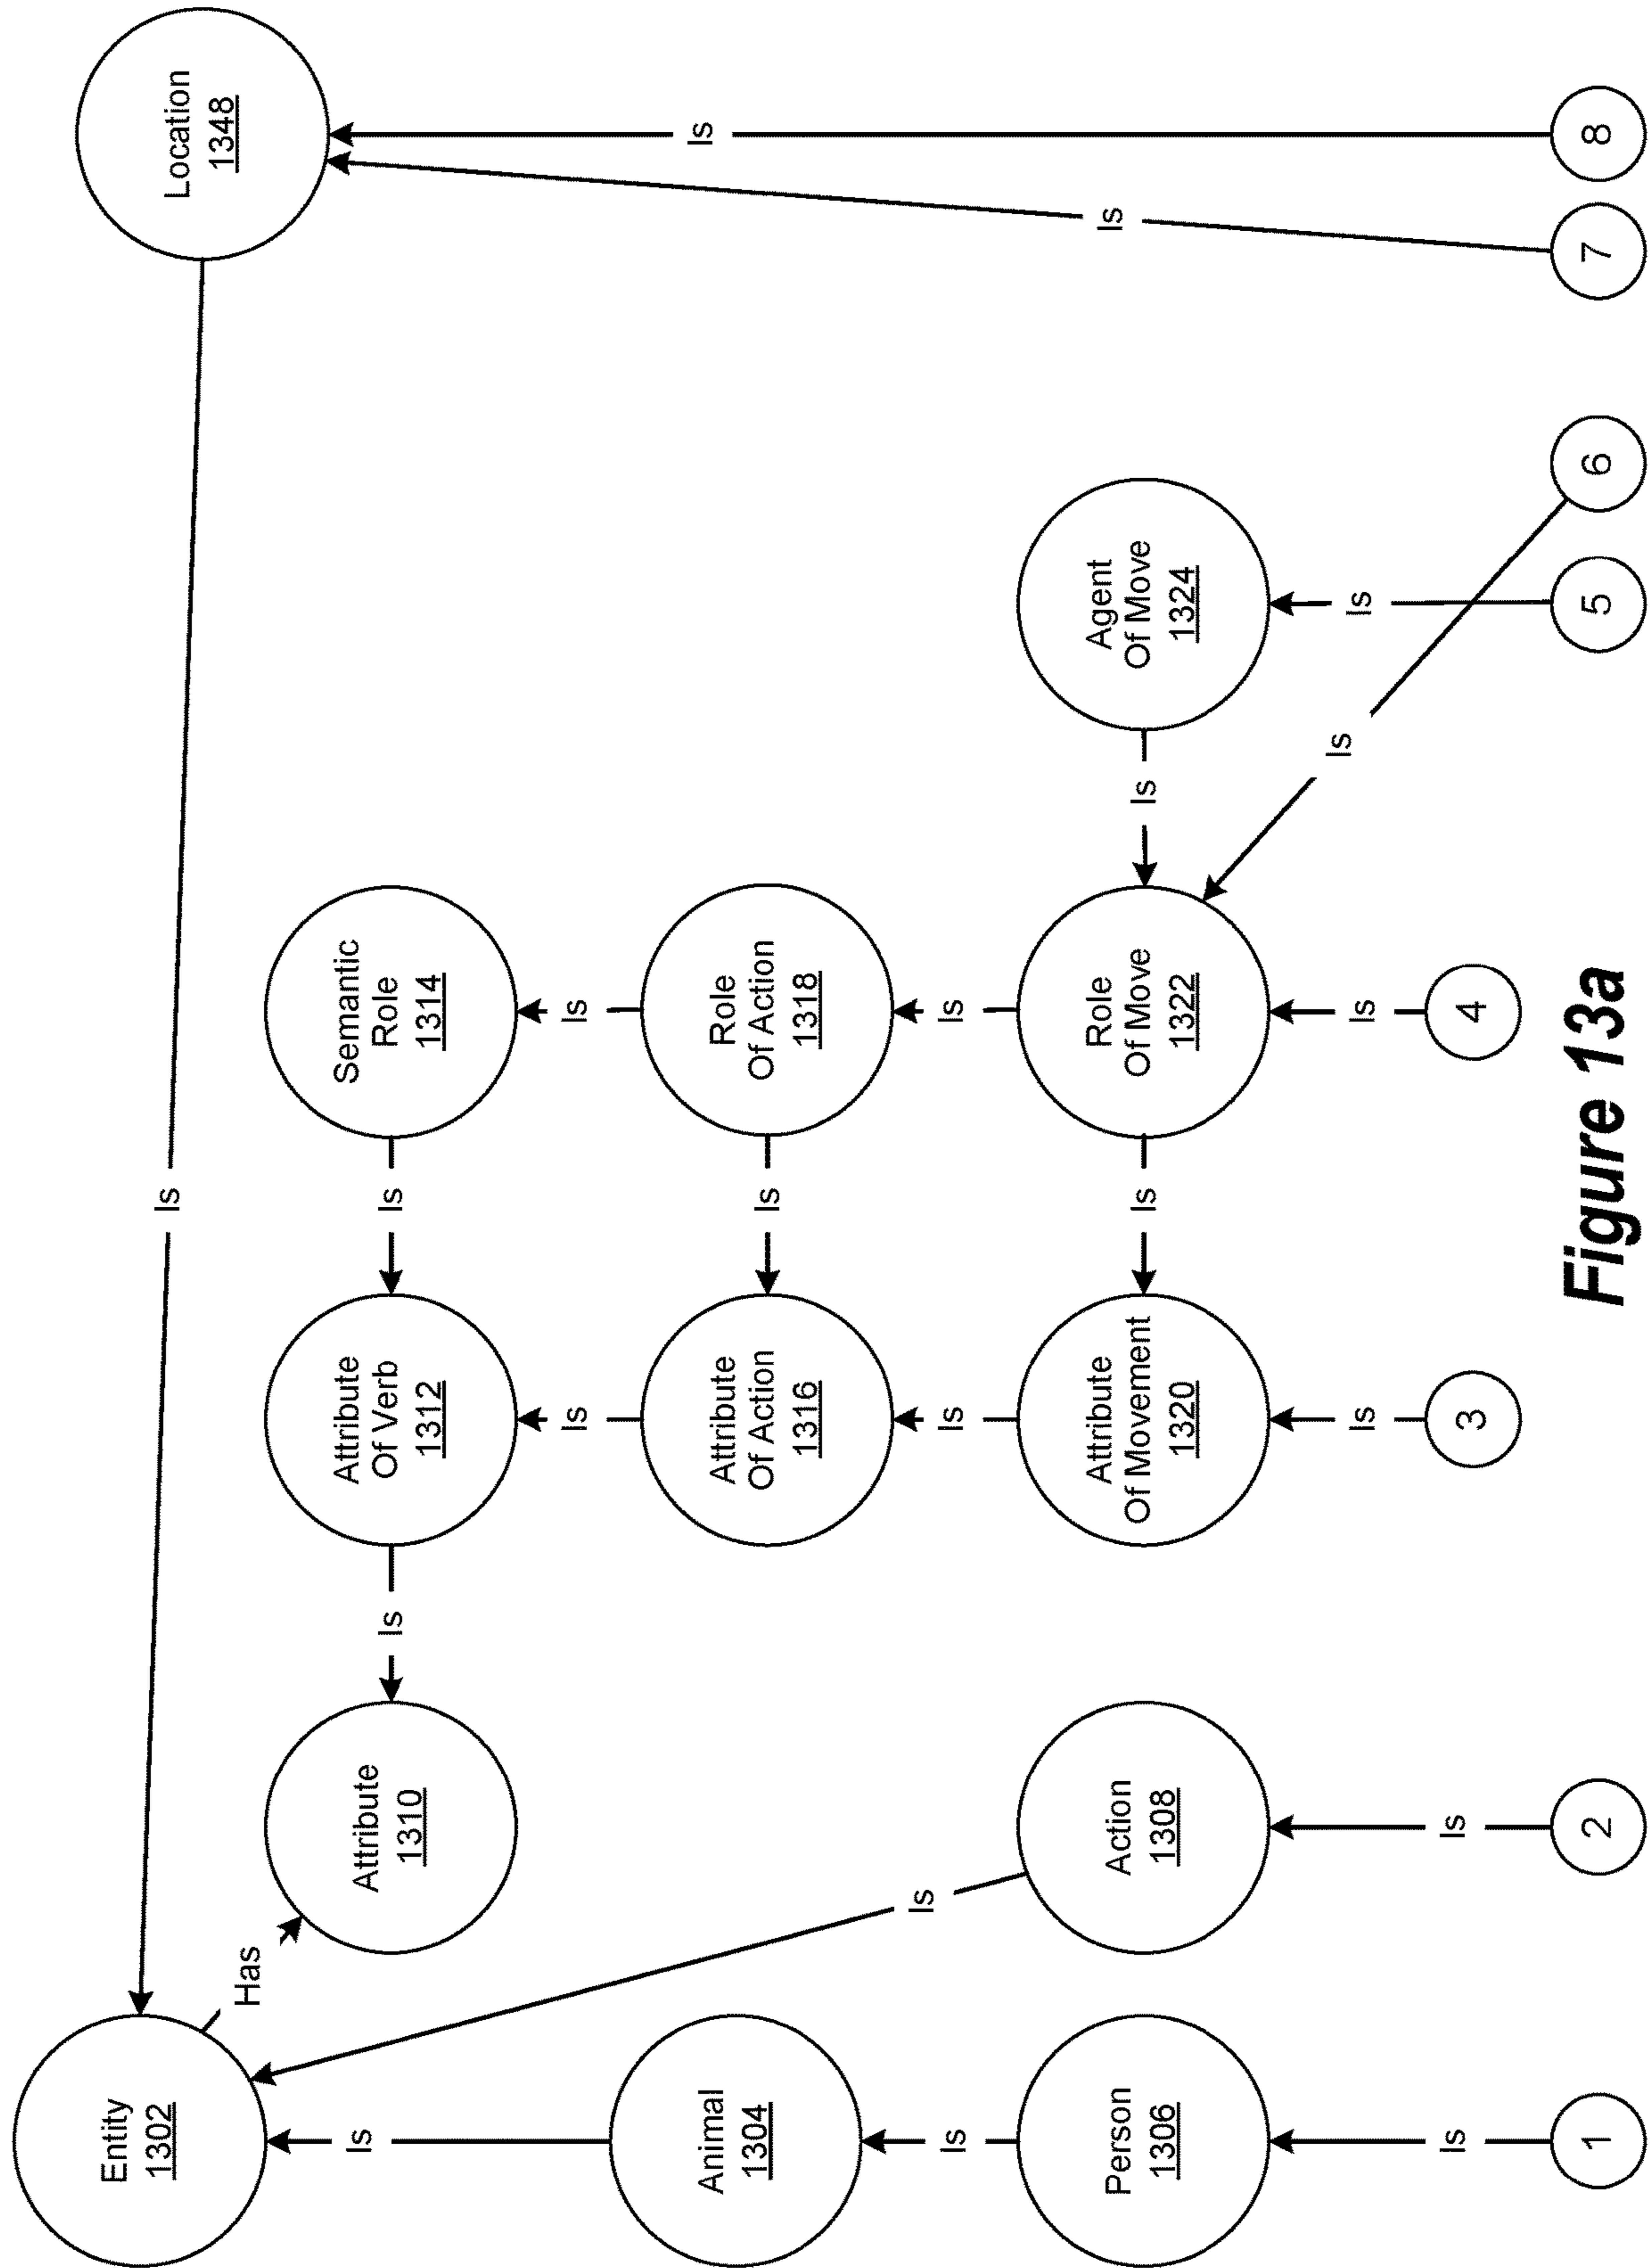 Entity
1302
Is
Location
1348
Has
Is
Attribute
1310
Is
Attribute
Of Verb
1312
Is
Semantic
Role
1314
Is
Is
Is
Animal
1304
Attribute
Of Action
1316
Is
Role
Of Action
1318
Is
Is
Is
Is
Person
1306
Action
1308
Attribute
Of Movement
1320
Is
Role
Of Move
1322
Is
Agent
Of Move
1324
Is
Is
Is
Is
Is
Is
Is
3
4
1
2
5
6
7
8
Figure 13a